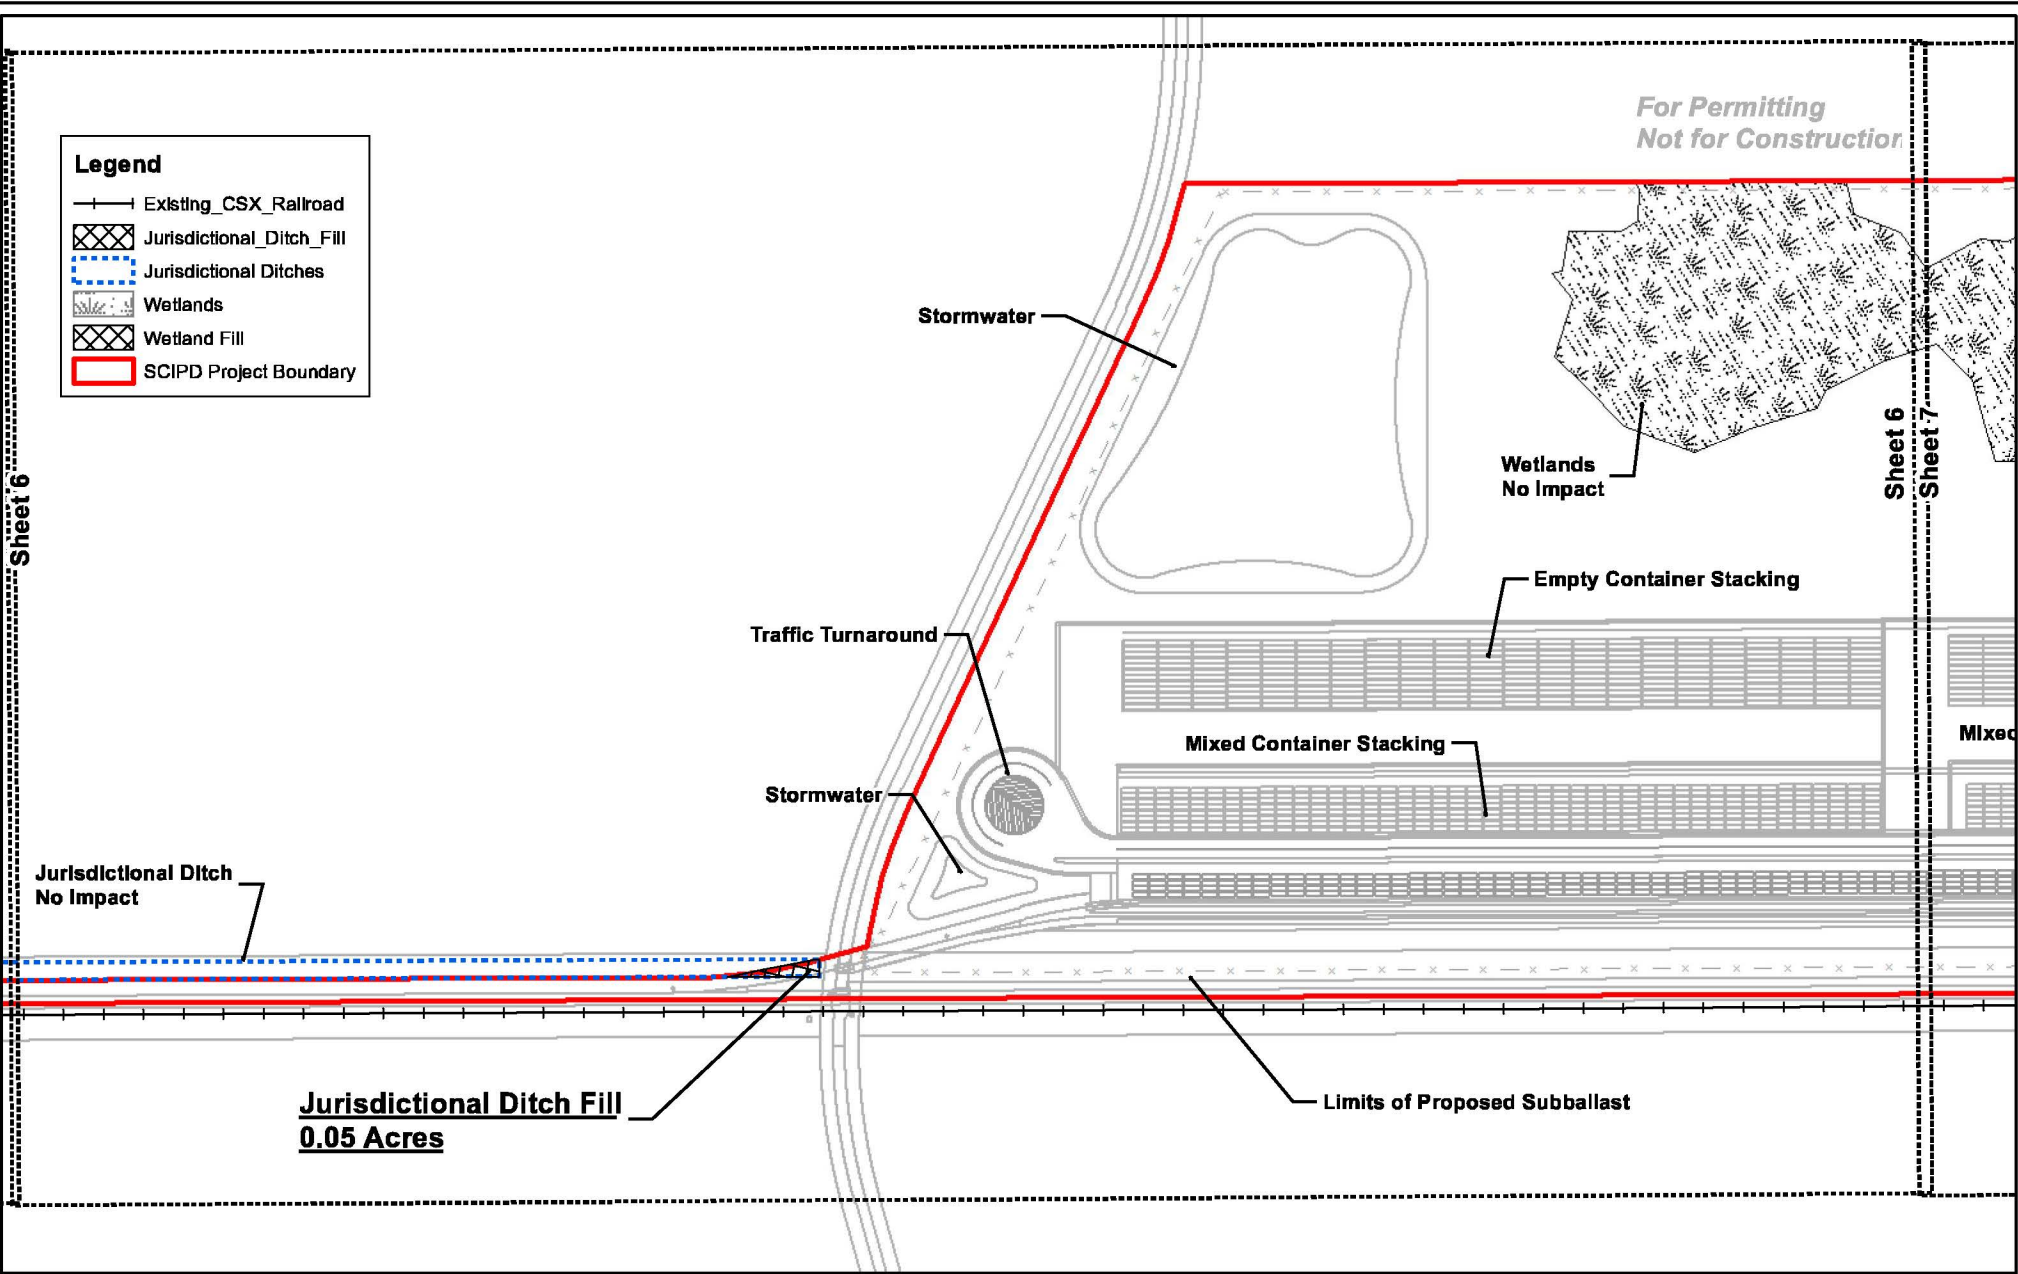 For Permitting
Not for Construction
Legend
Existing_CSX_Railroad
Jurisdictional_Ditch_Fill
Jurisdictional Ditches
Wetlands
Wetland Fill
SCIPD Project Boundary
Stormwater
Wetlands
No Impact
Sheet 6
Sheet 6
Sheet 7
Empty Container Stacking
Traffic Turnaround
Mixed Container Stacking
Mixed
Stormwater
Jurisdictional Ditch
No Impact
Jurisdictional Ditch Fill
0.05 Acres
Limits of Proposed Subballast